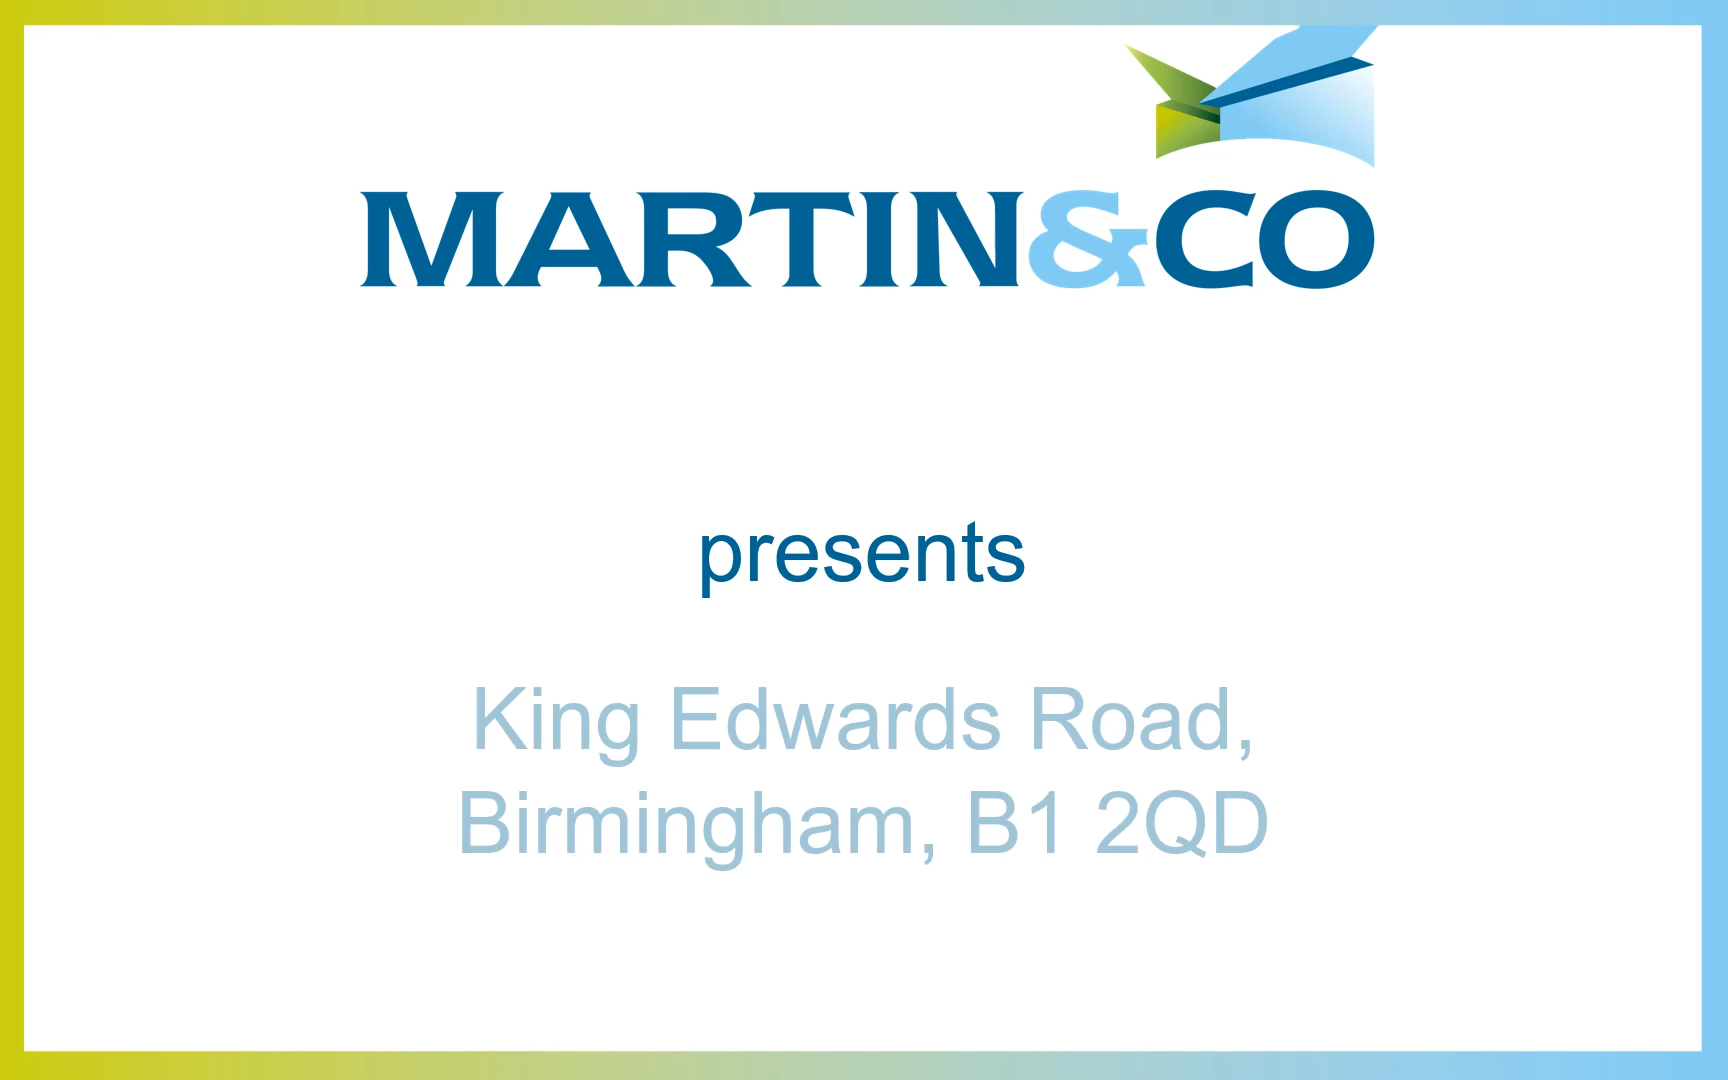 MARTIN&CO
presents
King Edwards Road,
Birmingham, B1 2QD